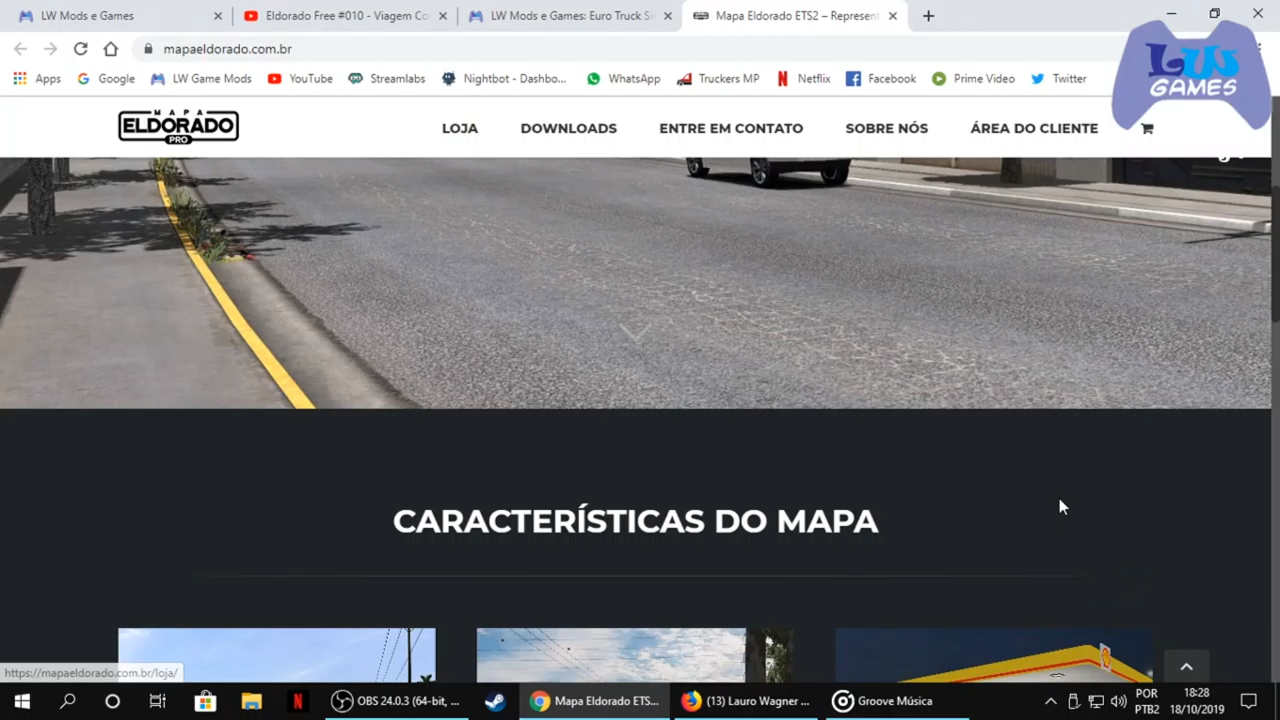 LW Mods e Games
Eldorado Free #010 - Viagem Co
LW Mods e Games: Euro Truck Si
Mapa Eldorado ETS2 – Represen
mapaeldorado.com.br
Apps
Google
LW Game Mods
YouTube
Streamlabs
Nightbot - Dashbo...
WhatsApp
Truckers MP
Netflix
Facebook
Prime Video
Twitter
LW
GAMES
MAPA
ELDORADO
PRO
LOJA
DOWNLOADS
ENTRE EM CONTATO
SOBRE NÓS
ÁREA DO CLIENTE
CARACTERÍSTICAS DO MAPA
https://mapaeldorado.com.br/loja/
OBS 24.0.3 (64-bit, ...
Mapa Eldorado ETS...
(13) Lauro Wagner ...
Groove Música
POR
PTB2
18:28
18/10/2019